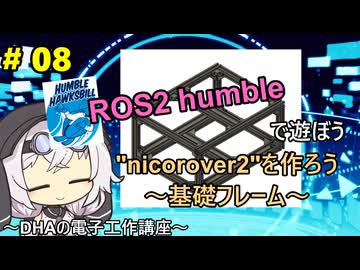 # 08
HUMBLE
HAWKSBILL
ROS2 humble
で遊ぼう
"nicorover2"を作ろう
～基礎フレーム～
～DHAの電子工作講座～